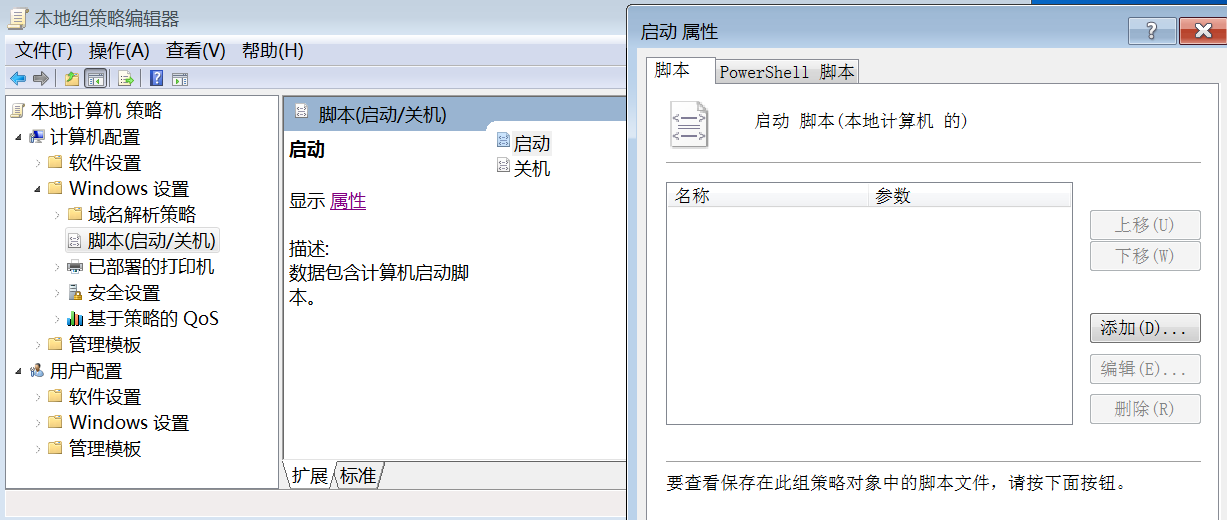 本地组策略编辑器
文件(F) 操作(A) 查看(V) 帮助(H)
本地计算机 策略
计算机配置
软件设置
Windows 设置
域名解析策略
脚本(启动/关机)
已部署的打印机
安全设置
基于策略的 QoS
管理模板
用户配置
软件设置
Windows 设置
管理模板
脚本(启动/关机)
启动
显示 属性
描述:
数据包含计算机启动脚
本。
启动
关机
扩展 标准
启动 属性
脚本 PowerShell 脚本
启动 脚本(本地计算机 的)
名称 参数
上移(U)
下移(W)
添加(D)...
编辑(E)...
删除(R)
要查看保存在此组策略对象中的脚本文件，请按下面按钮。